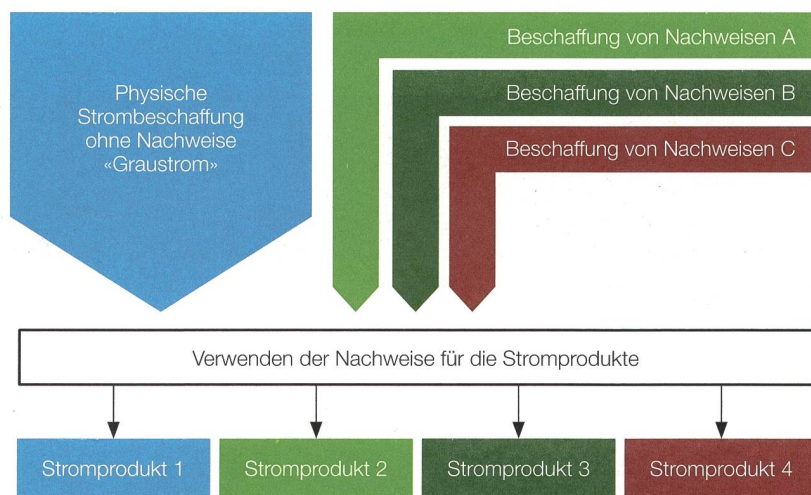 Physische
Strombeschaffung
ohne Nachweise
«Graustrom»
Beschaffung von Nachweisen A
Beschaffung von Nachweisen B
Beschaffung von Nachweisen C
Verwenden der Nachweise für die Stromprodukte
Stromprodukt 1
Stromprodukt 2
Stromprodukt 3
Stromprodukt 4